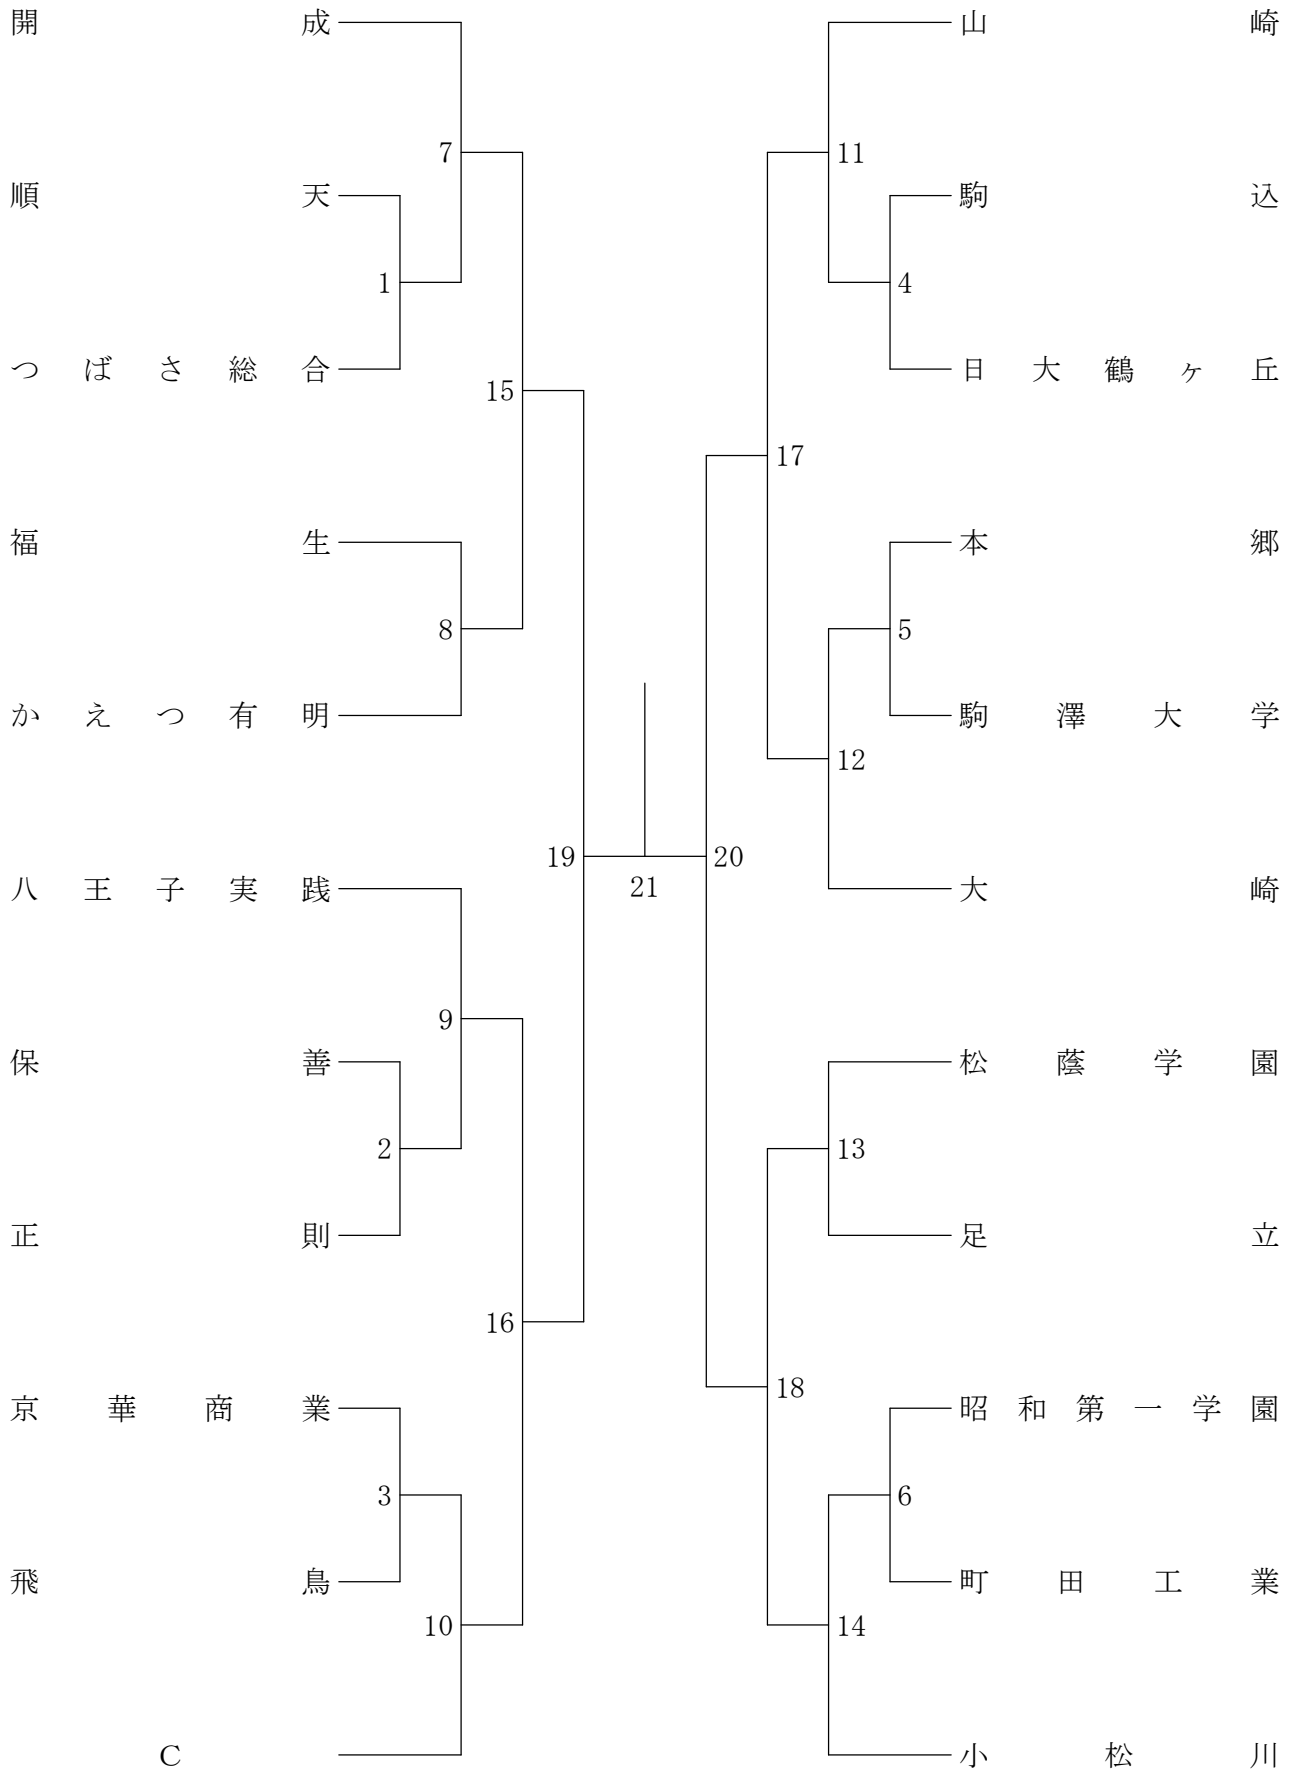 開成
順天
つばさ総合
福生
かえつ有明
八王子実践
保善
正則
京華商業
飛鳥
C
7
1
15
8
19
9
2
16
3
10
21
山崎
駒込
日大鶴ヶ丘
本郷
駒澤大学
大崎
松蔭学園
足立
昭和第一学園
町田工業
小松川
11
4
17
5
12
20
13
18
6
14